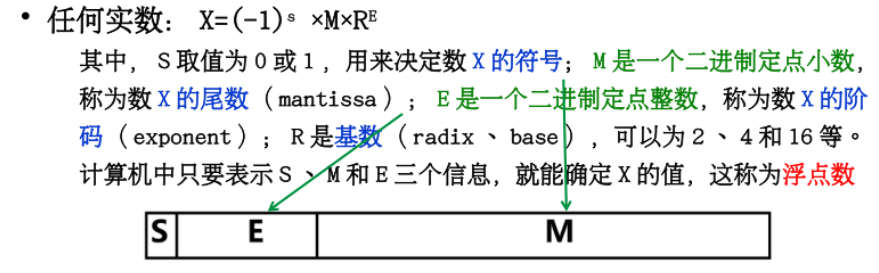 • 任何实数： X=(-1)ˢ ×M×Rᴱ
其中，S 取值为 0 或 1，用来决定数 X 的符号；M 是一个二进制定点小数，
称为数 X 的尾数（mantissa）；E 是一个二进制定点整数，称为数 X 的阶
码（exponent）；R 是基数（radix 、base），可以为 2 、4 和 16 等。
计算机中只要表示 S 、M 和 E 三个信息，就能确定 X 的值，这称为浮点数
S E M